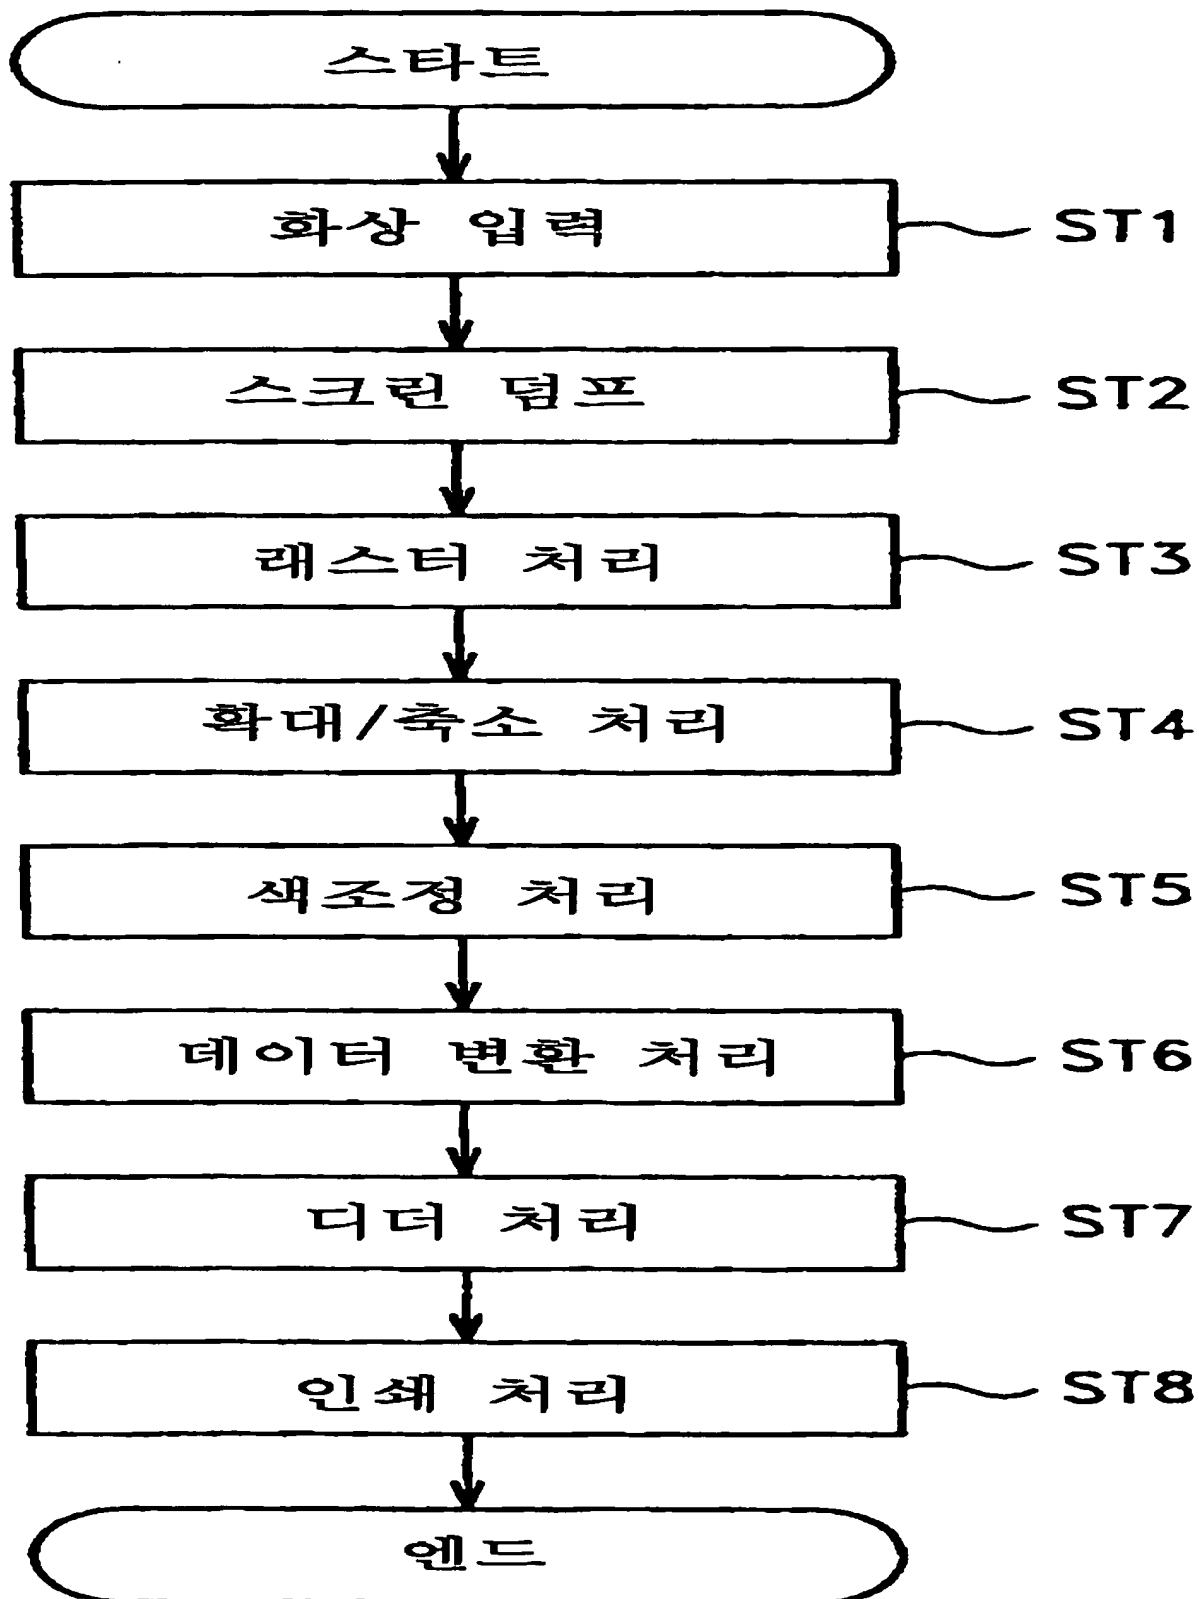 스타트
화상 입력 ST1
스크린 덤프 ST2
래스터 처리 ST3
확대/축소 처리 ST4
색조정 처리 ST5
데이터 변환 처리 ST6
디더 처리 ST7
인쇄 처리 ST8
엔드